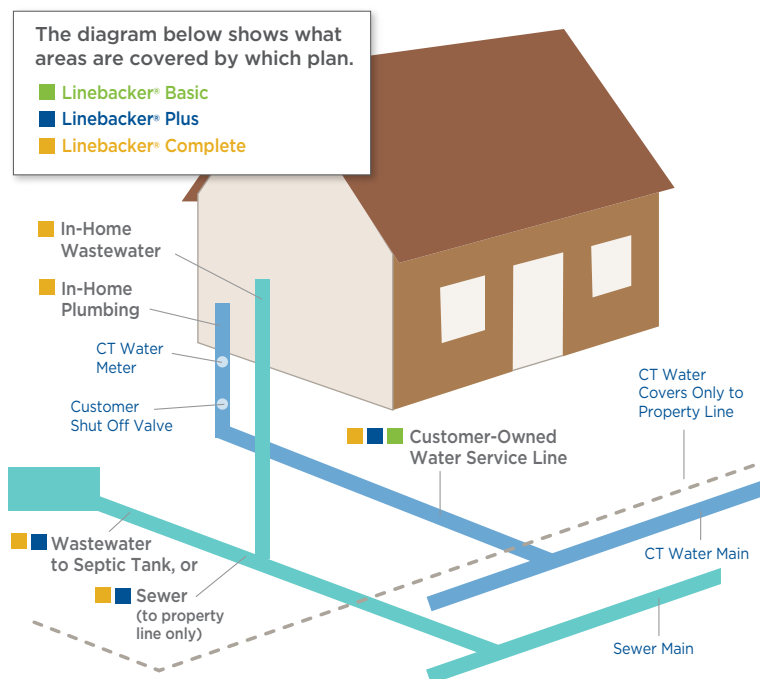 The diagram below shows what
areas are covered by which plan.
Linebacker® Basic
Linebacker® Plus
Linebacker® Complete
In-Home
Wastewater
In-Home
Plumbing
CT Water
Meter
Customer
Shut Off Valve
CT Water
Covers Only to
Property Line
Customer-Owned
Water Service Line
Wastewater
to Septic Tank, or
Sewer
(to property
line only)
CT Water Main
Sewer Main